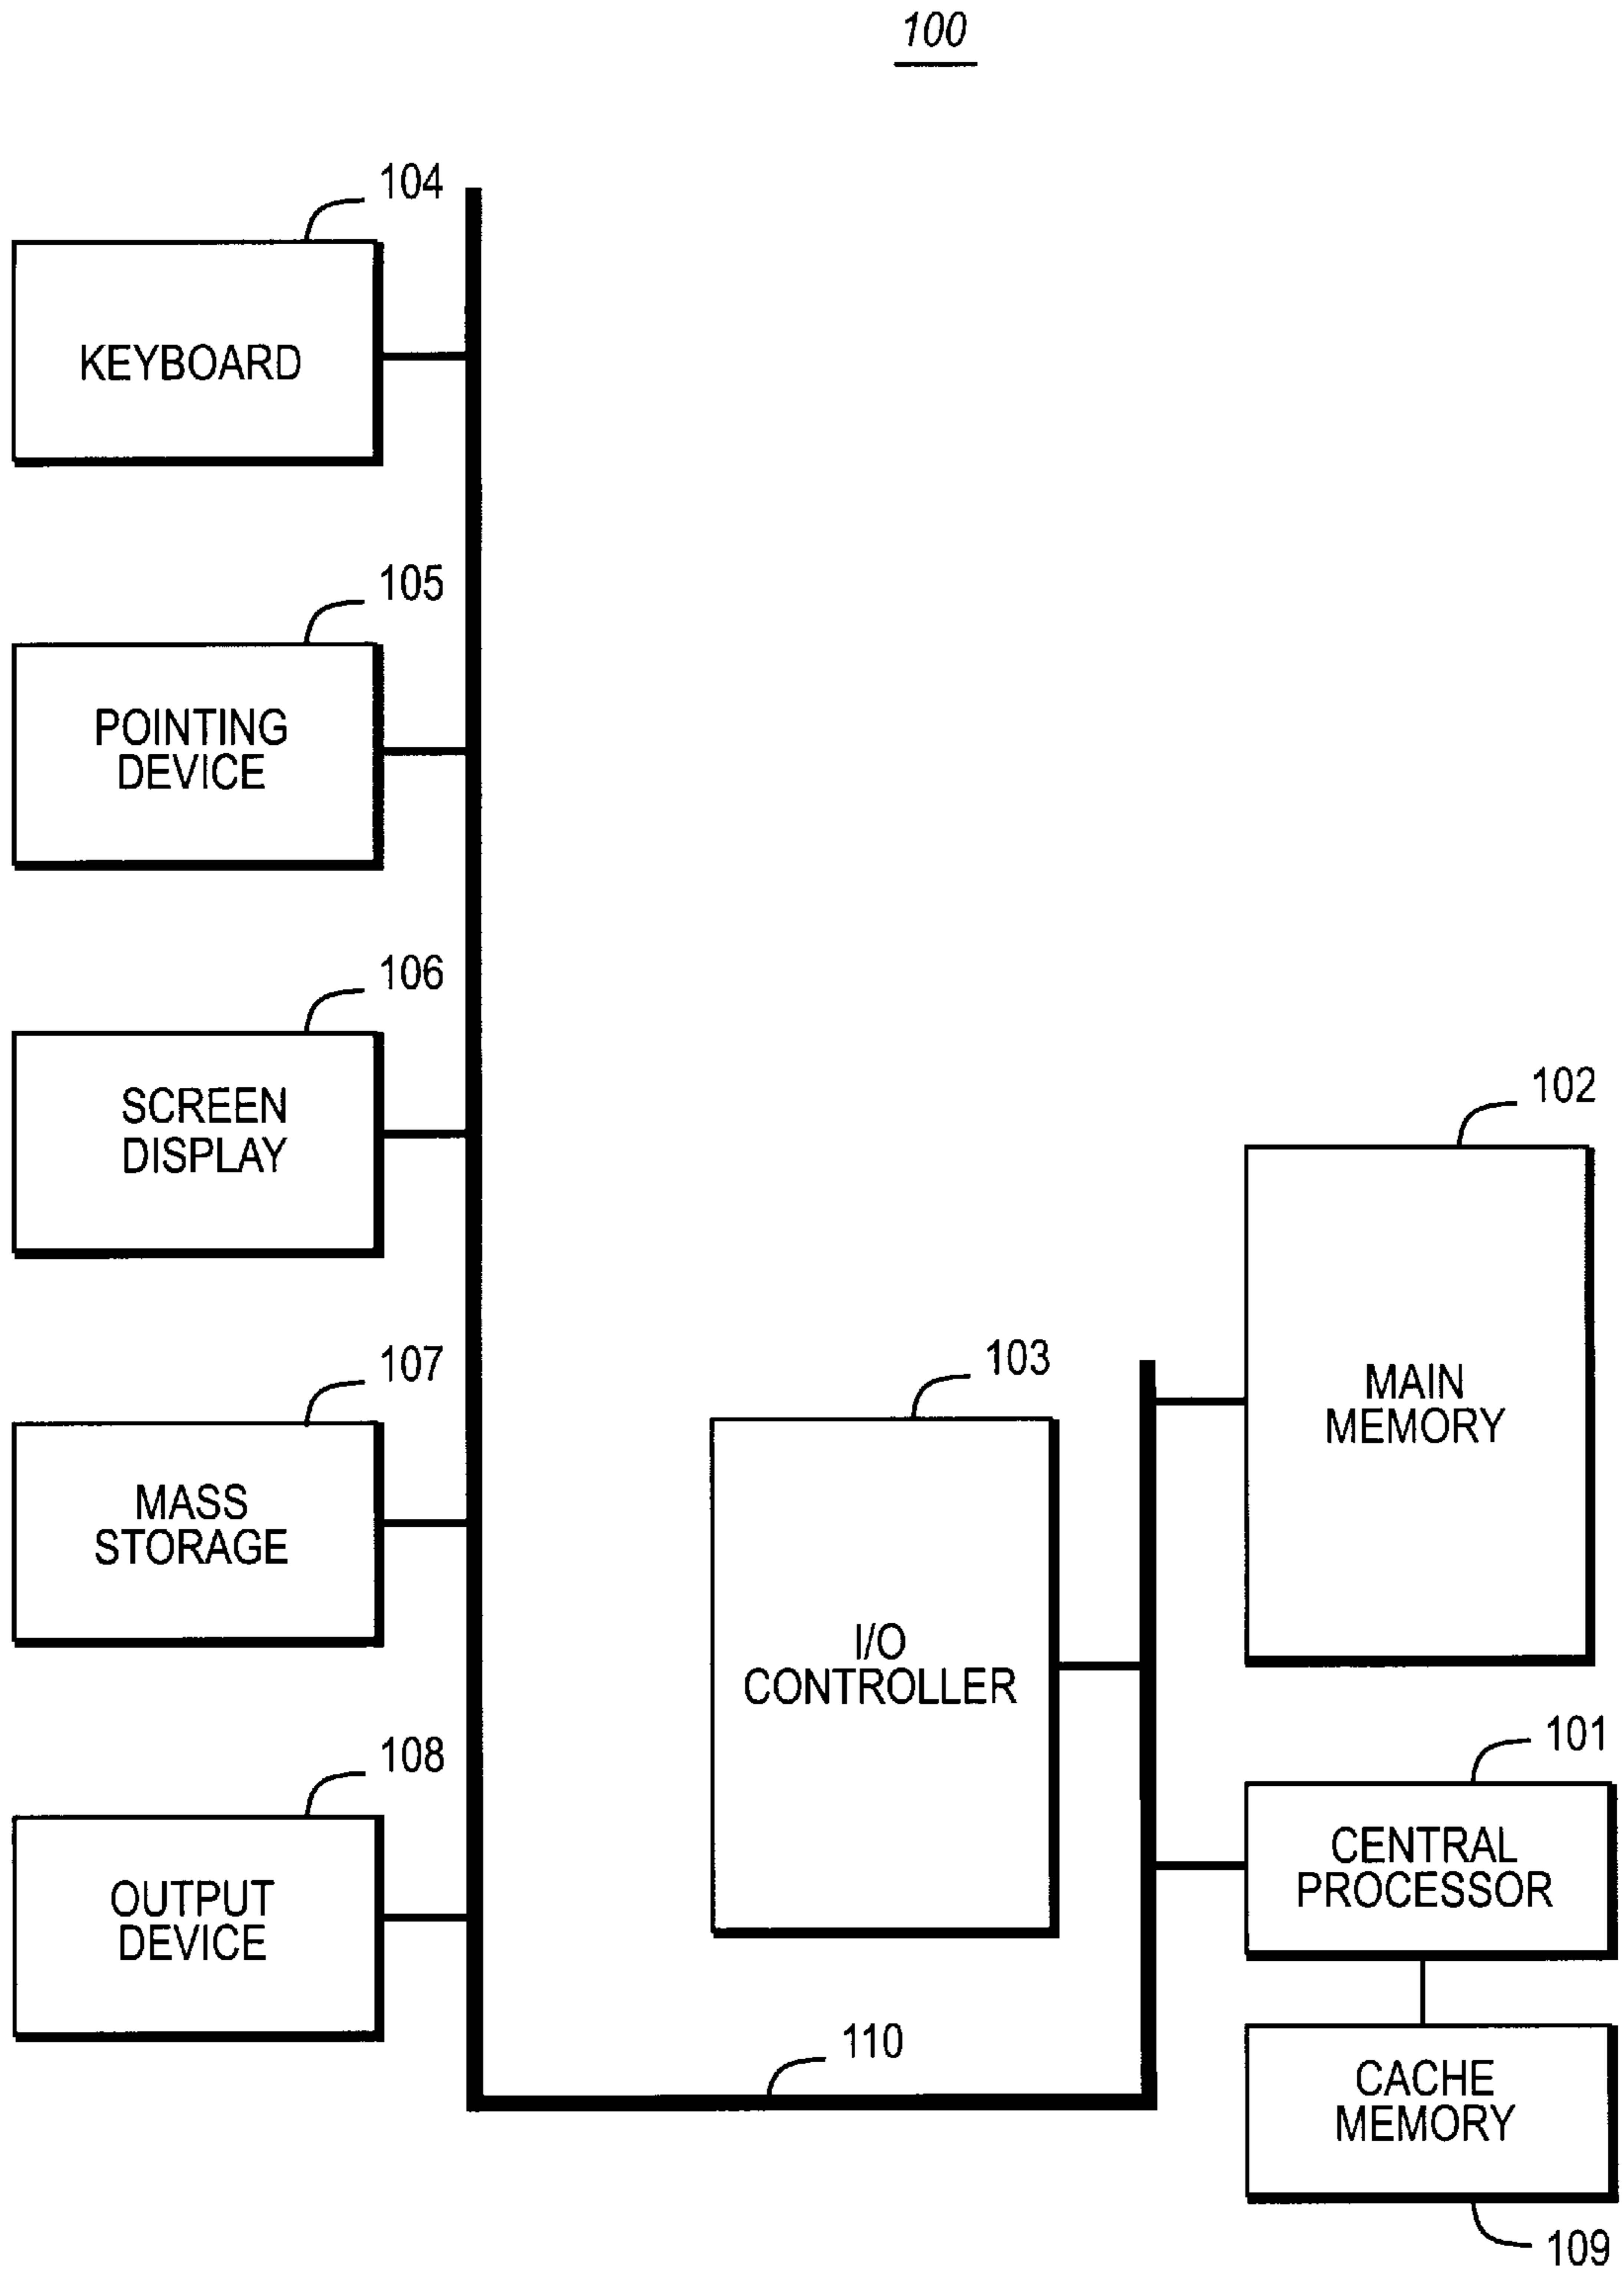 100
104
KEYBOARD
105
POINTING
DEVICE
106
SCREEN
DISPLAY
107
MASS
STORAGE
108
OUTPUT
DEVICE
103
I/O
CONTROLLER
102
MAIN
MEMORY
101
CENTRAL
PROCESSOR
110
CACHE
MEMORY
109